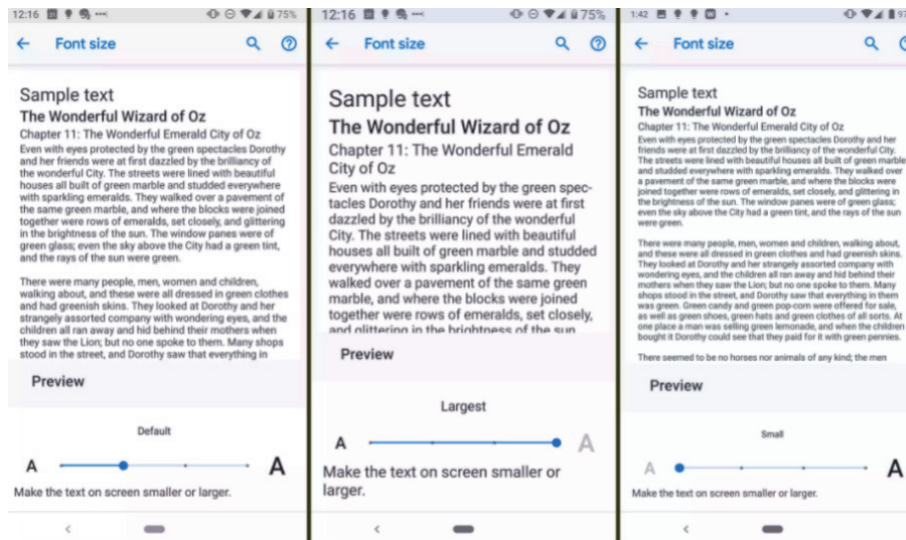 12:16
75%
Font size
Sample text
The Wonderful Wizard of Oz
Chapter 11: The Wonderful Emerald City of Oz
Even with eyes protected by the green spectacles Dorothy
and her friends were at first dazzled by the brilliancy of
the wonderful City. The streets were lined with beautiful
houses all built of green marble and studded everywhere
with sparkling emeralds. They walked over a pavement of
the same green marble, and where the blocks were joined
together were rows of emeralds, set closely, and glittering
in the brightness of the sun. The window panes were of
green glass; even the sky above the City had a green tint,
and the rays of the sun were green.
There were many people, men, women and children,
walking about, and these were all dressed in green clothes
and had greenish skins. They looked at Dorothy and her
strangely assorted company with wondering eyes, and the
children all ran away and hid behind their mothers when
they saw the Lion; but no one spoke to them. Many shops
stood in the street, and Dorothy saw that everything in
Preview
Default
A A
Make the text on screen smaller or larger.
12:16
75%
Font size
Sample text
The Wonderful Wizard of Oz
Chapter 11: The Wonderful Emerald
City of Oz
Even with eyes protected by the green spec-
tacles Dorothy and her friends were at first
dazzled by the brilliancy of the wonderful
City. The streets were lined with beautiful
houses all built of green marble and studded
everywhere with sparkling emeralds. They
walked over a pavement of the same green
marble, and where the blocks were joined
together were rows of emeralds, set closely,
and glittering in the brightness of the sun
Preview
Largest
A A
Make the text on screen smaller or
larger.
1:42
97
Font size
Sample text
The Wonderful Wizard of Oz
Chapter 11: The Wonderful Emerald City of Oz
Even with eyes protected by the green spectacles Dorothy and her
friends were at first dazzled by the brilliancy of the wonderful City.
The streets were lined with beautiful houses all built of green marble
and studded everywhere with sparkling emeralds. They walked over
a pavement of the same green marble, and where the blocks were
joined together were rows of emeralds, set closely, and glittering in
the brightness of the sun. The window panes were of green glass;
even the sky above the City had a green tint, and the rays of the sun
were green.
There were many people, men, women and children, walking about,
and these were all dressed in green clothes and had greenish skins.
They looked at Dorothy and her strangely assorted company with
wondering eyes, and the children all ran away and hid behind their
mothers when they saw the Lion; but no one spoke to them. Many
shops stood in the street, and Dorothy saw that everything in them
was green. Green candy and green pop-corn were offered for sale,
as well as green shoes, green hats and green clothes of all sorts. At
one place a man was selling green lemonade, and when the children
bought it Dorothy could see that they paid for it with green pennies.
There seemed to be no horses nor animals of any kind; the men
Preview
Small
A A
Make the text on screen smaller or larger.